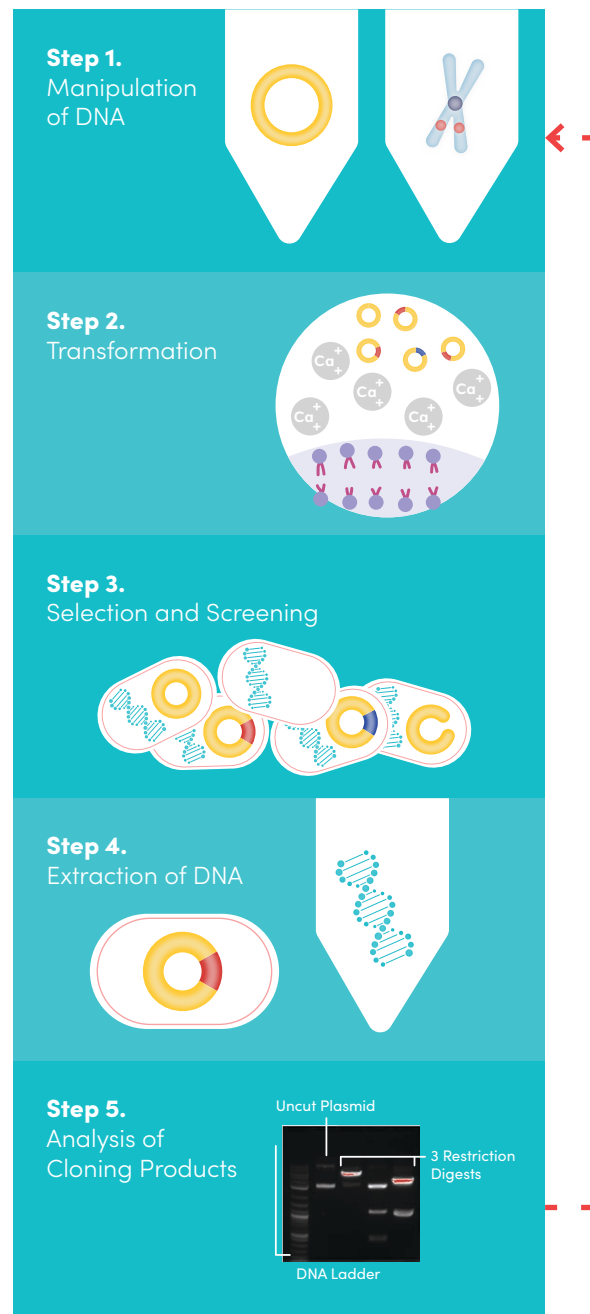 Step 1.
Manipulation
of DNA
Step 2.
Transformation
Ca++
Ca++
Ca++
Ca++
Ca++
Step 3.
Selection and Screening
Step 4.
Extraction of DNA
Step 5.
Analysis of
Cloning Products
Uncut Plasmid
3 Restriction
Digests
DNA Ladder